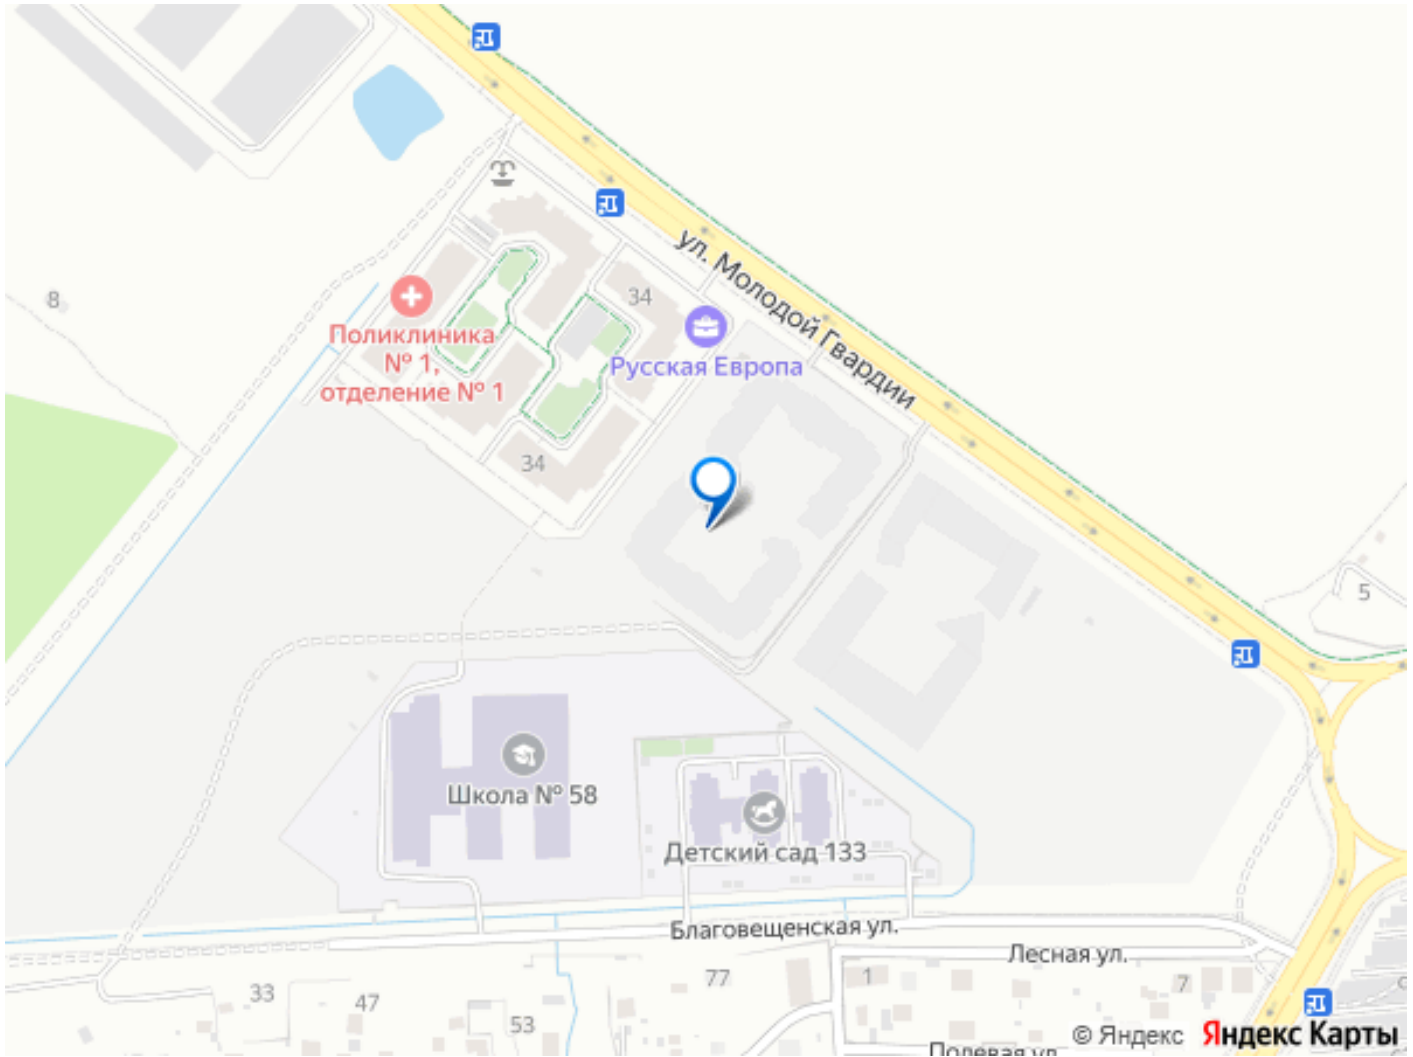 8
34
ул. Молодой Гвардии
Поликлиника
№ 1,
отделение № 1
Русская Европа
34
5
Школа № 58
Детский сад 133
Благовещенская ул.
Лесная ул.
77
1
7
33
47
53
Полевая ул.
© Яндекс Яндекс Карты